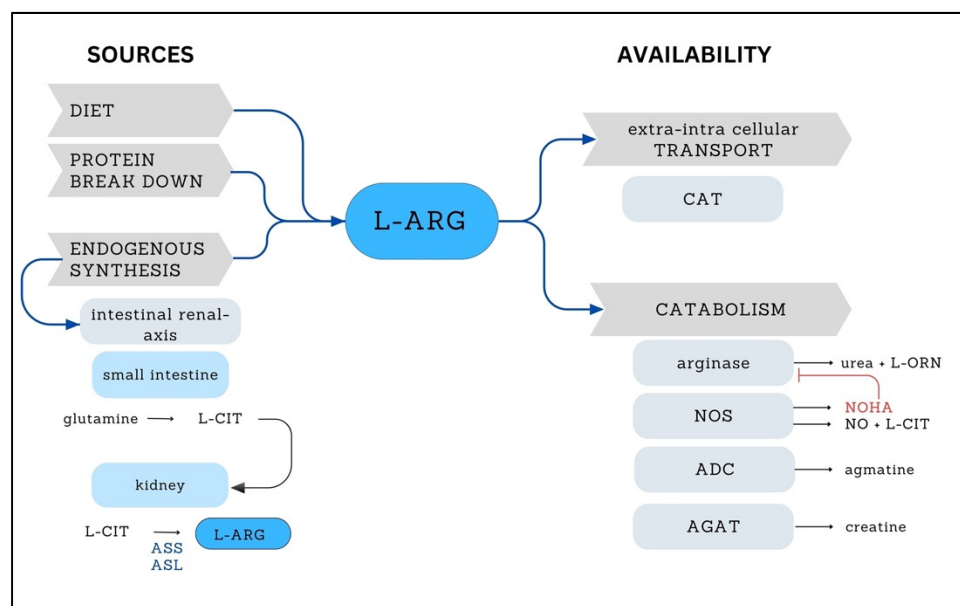 SOURCES
DIET
PROTEIN
BREAK DOWN
ENDOGENOUS
SYNTHESIS
intestinal renal-
axis
small intestine
glutamine
L-CIT
kidney
L-CIT
ASS
ASL
L-ARG
L-ARG
AVAILABILITY
extra-intra cellular
TRANSPORT
CAT
CATABOLISM
arginase
urea + L-ORN
NOS
NOHA
NO + L-CIT
ADC
agmatine
AGAT
creatine